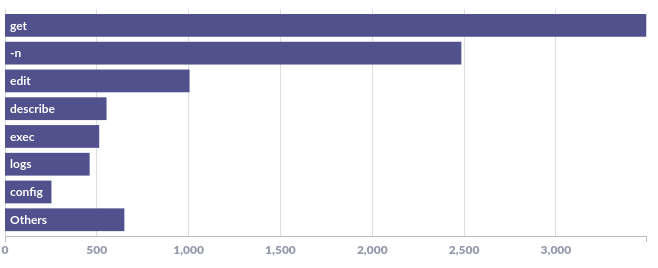 get
-n
edit
describe
exec
logs
config
Others
0 500 1,000 1,500 2,000 2,500 3,000